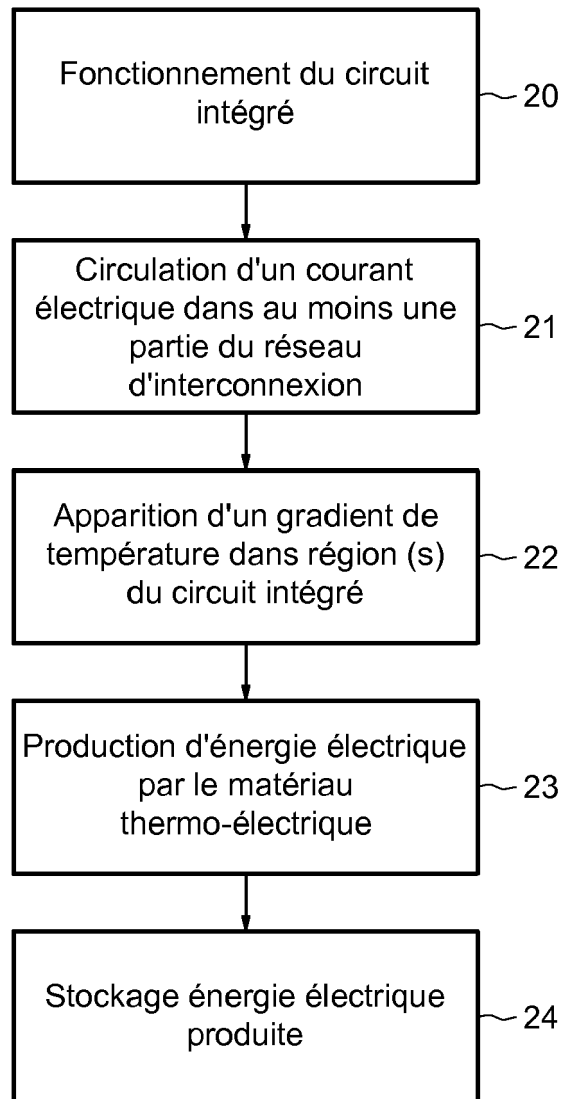 Fonctionnement du circuit
intégré
20
Circulation d'un courant
électrique dans au moins une
partie du réseau
d'interconnexion
21
Apparition d'un gradient de
température dans région (s)
du circuit intégré
22
Production d'énergie électrique
par le matériau
thermo-électrique
23
Stockage énergie électrique
produite
24